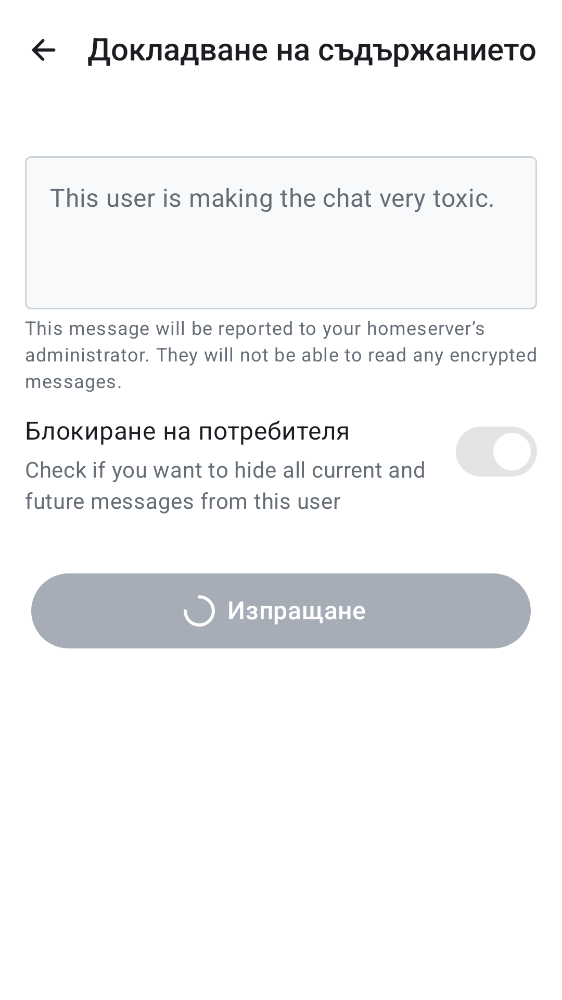 Докладване на съдържанието
This user is making the chat very toxic.
This message will be reported to your homeserver’s
administrator. They will not be able to read any encrypted
messages.
Блокиране на потребителя
Check if you want to hide all current and
future messages from this user
Изпращане